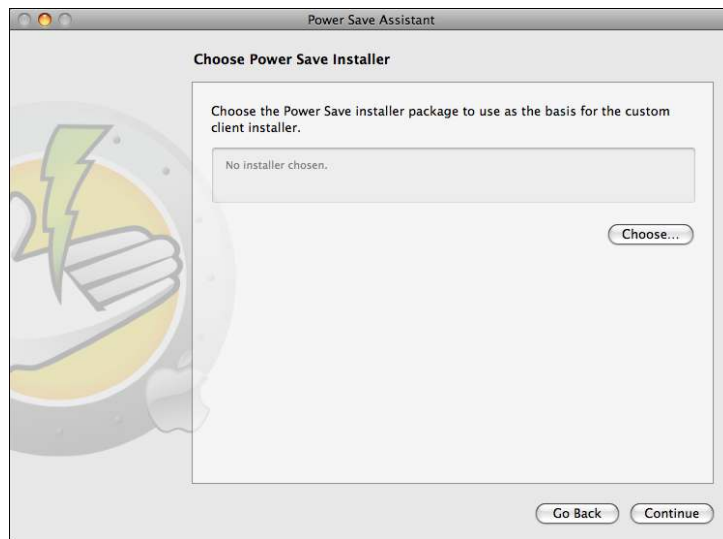 Power Save Assistant
Choose Power Save Installer
Choose the Power Save installer package to use as the basis for the custom
client installer.
No installer chosen.
Choose...
Go Back
Continue